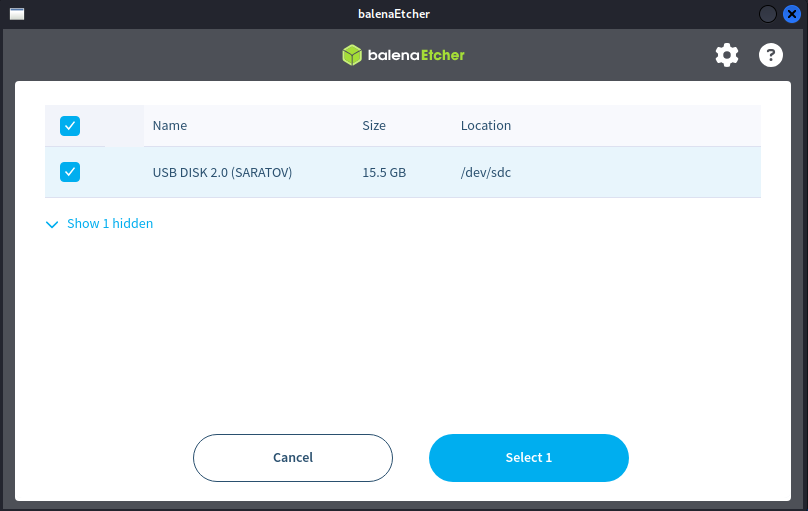 balenaEtcher
balenaEtcher
?
Name Size Location
USB DISK 2.0 (SARATOV) 15.5 GB /dev/sdc
Show 1 hidden
Cancel Select 1